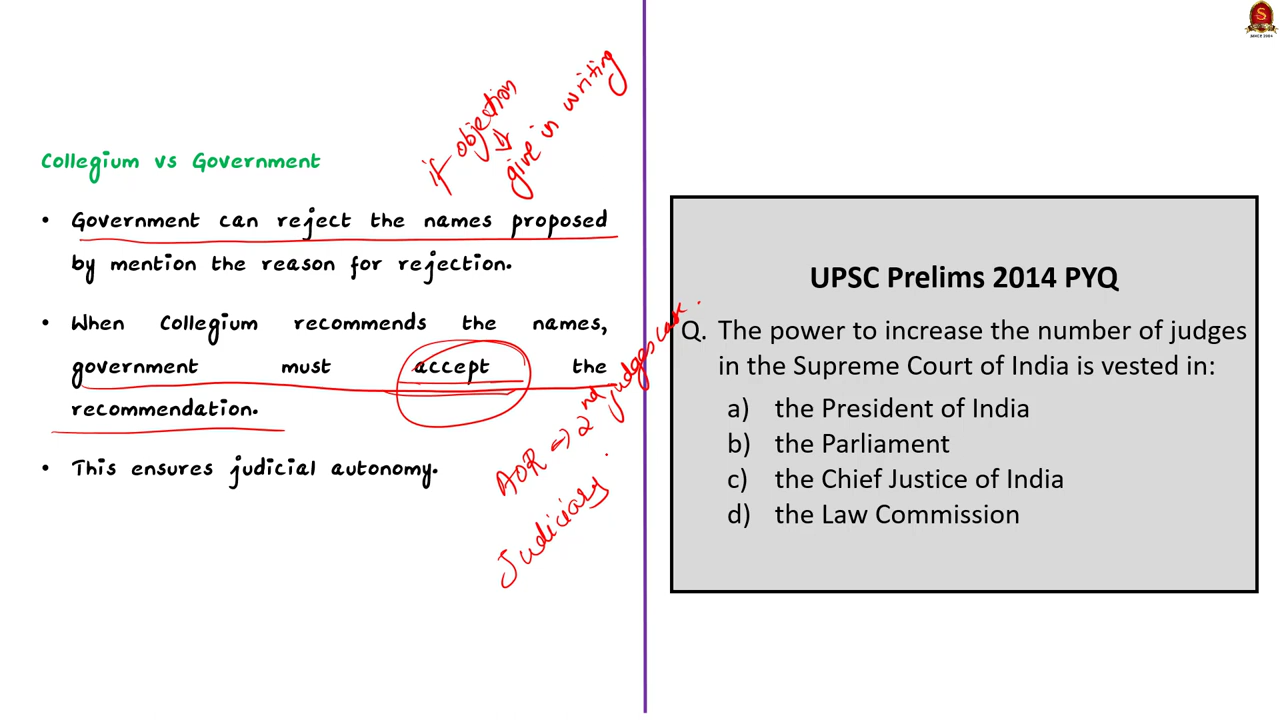 SINCE 2004
if objection
give in writing
Collegium vs Government
• Government can reject the names proposed
by mention the reason for rejection.
• When Collegium recommends the names,
government must accept the
recommendation.
• This ensures judicial autonomy.
AOR => 2nd judges case.
Judiciary.
UPSC Prelims 2014 PYQ
Q. The power to increase the number of judges
in the Supreme Court of India is vested in:
a) the President of India
b) the Parliament
c) the Chief Justice of India
d) the Law Commission